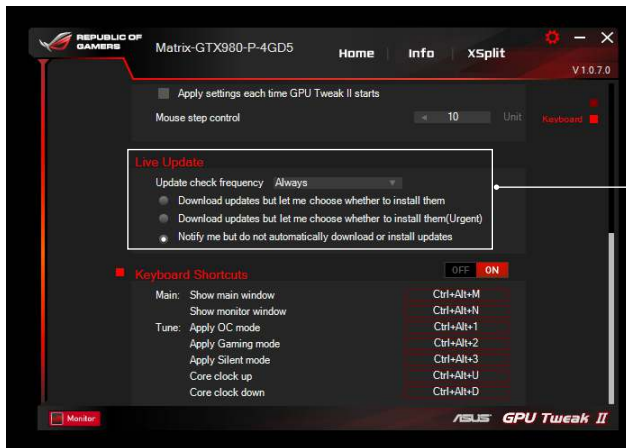 REPUBLIC OF
GAMERS
Matrix-GTX980-P-4GD5
Home Info XSplit
V 1.0.7.0
Apply settings each time GPU Tweak II starts
Mouse step control 10 Unit
Keyboard
Live Update
Update check frequency Always
Download updates but let me choose whether to install them
Download updates but let me choose whether to install them(Urgent)
Notify me but do not automatically download or install updates
Keyboard Shortcuts OFF ON
Main: Show main window Ctrl+Alt+M
Show monitor window Ctrl+Alt+N
Tune: Apply OC mode Ctrl+Alt+1
Apply Gaming mode Ctrl+Alt+2
Apply Silent mode Ctrl+Alt+3
Core clock up Ctrl+Alt+U
Core clock down Ctrl+Alt+D
Monitor
ASUS GPU Tweak II